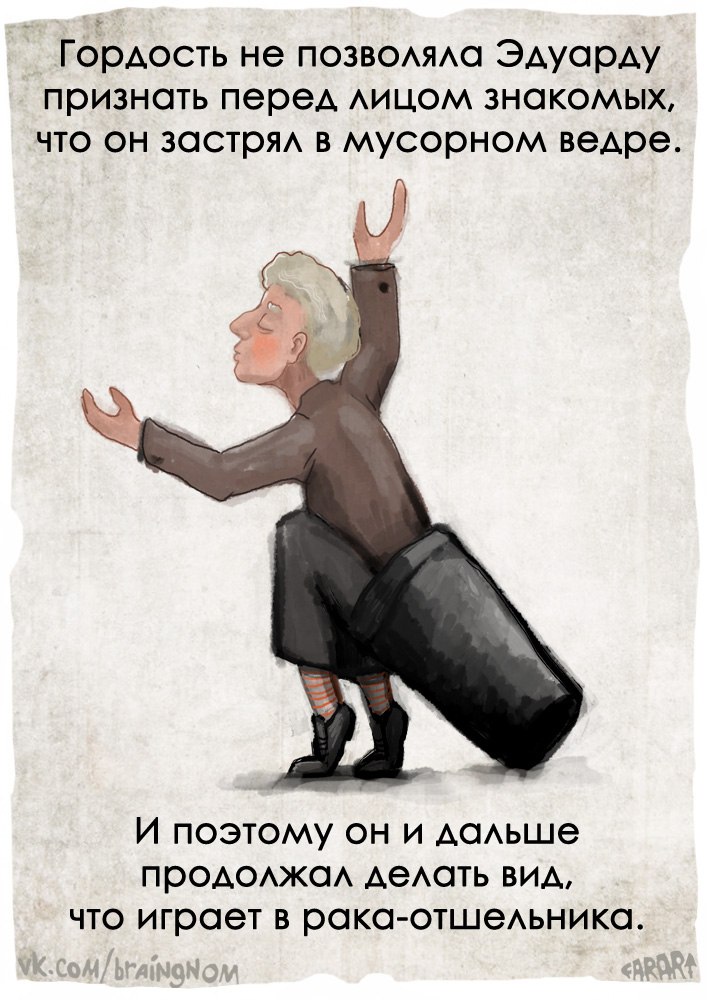 Гордость не позволяла Эдуарду
признать перед лицом знакомых,
что он застрял в мусорном ведре.
И поэтому он и дальше
продолжал делать вид,
что играет в рака-отшельника.
vk.com/braingnom
FARART